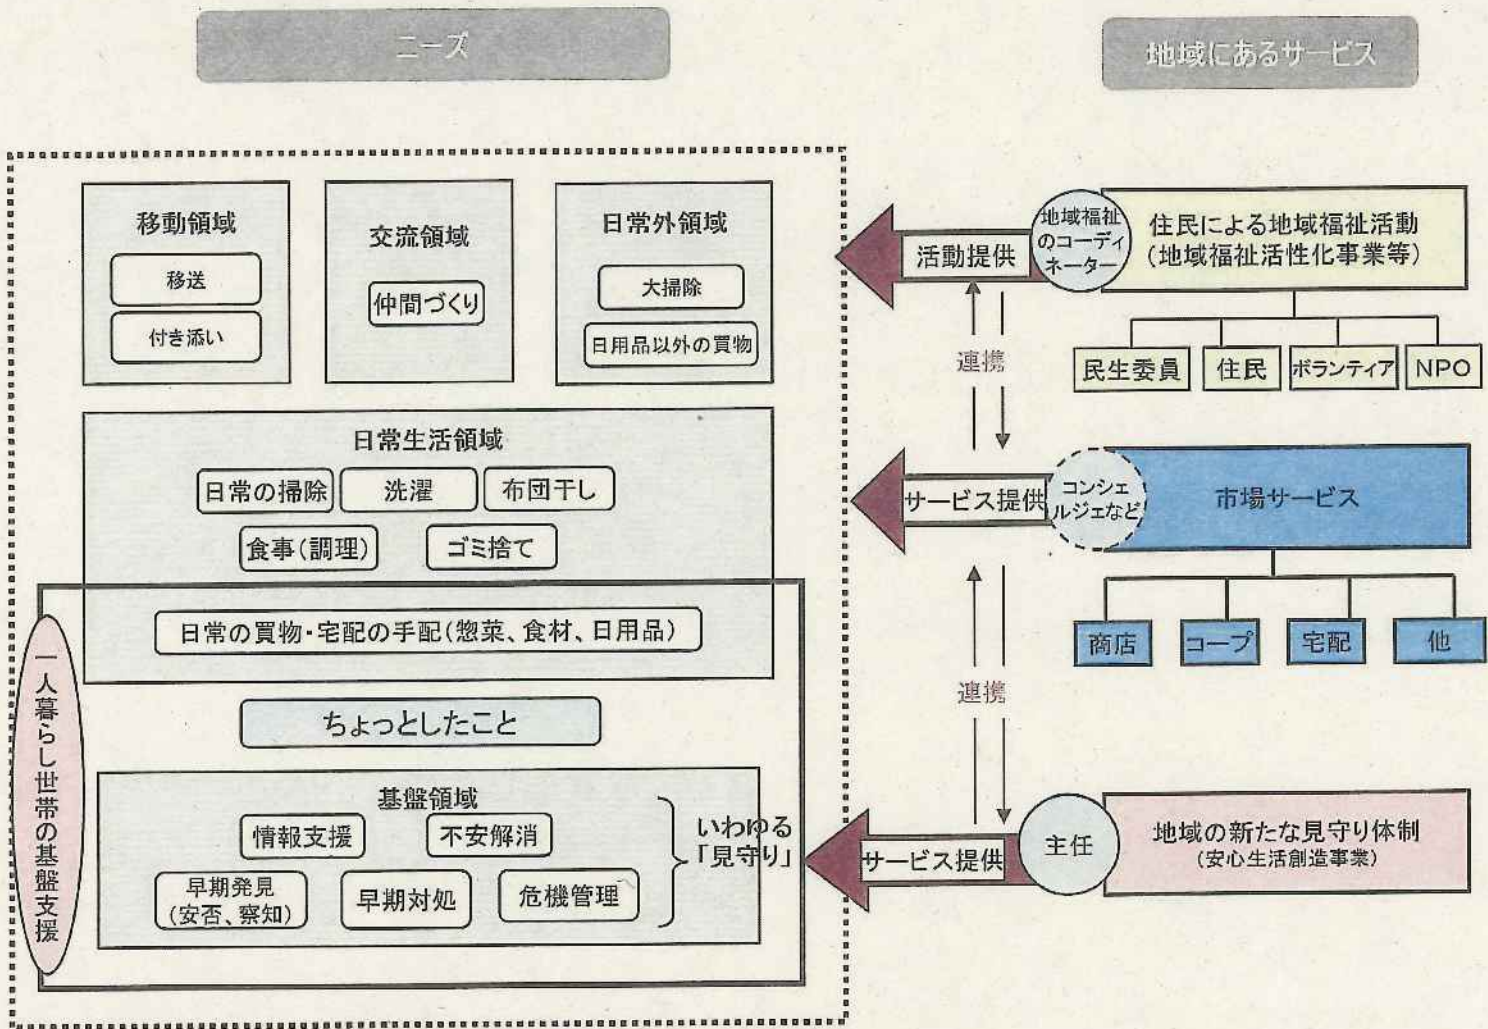 ニーズ
地域にあるサービス
移動領域
移送
付き添い
交流領域
仲間づくり
日常外領域
大掃除
日用品以外の買物
日常生活領域
日常の掃除
洗濯
布団干し
食事(調理)
ゴミ捨て
日常の買物・宅配の手配(惣菜、食材、日用品)
ちょっとしたこと
一人暮らし世帯の基盤支援
基盤領域
情報支援
不安解消
早期発見
(安否、察知)
早期対処
危機管理
いわゆる
「見守り」
活動提供
地域福祉
のコーディ
ネーター
住民による地域福祉活動
(地域福祉活性化事業等)
民生委員
住民
ボランティア
NPO
連携
サービス提供
コンシェ
ルジェなど
市場サービス
商店
コープ
宅配
他
連携
サービス提供
主任
地域の新たな見守り体制
(安心生活創造事業)